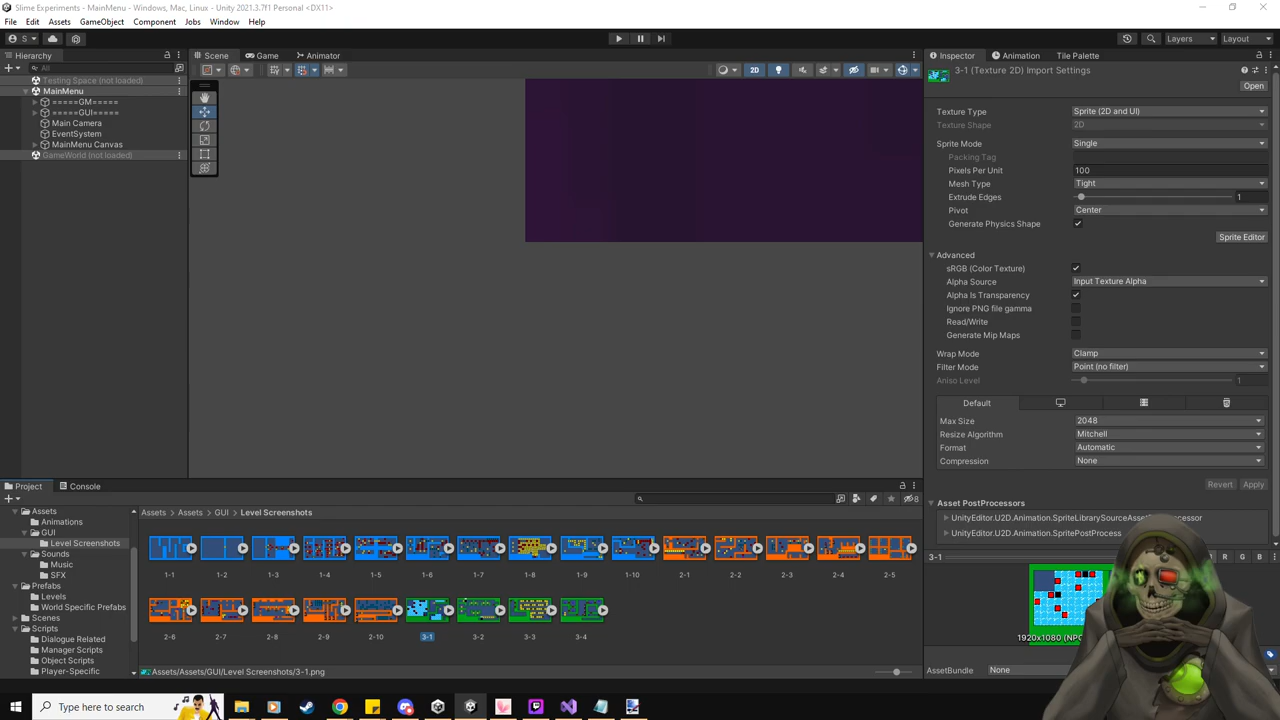 Slime Experiments - MainMenu - Windows, Mac, Linux - Unity 2021.3.7f1 Personal <DX11>
File Edit Assets GameObject Component Jobs Window Help
S Layers Layout
Hierarchy
All
Testing Space (not loaded)
MainMenu
=====GM=====
=====GUI=====
Main Camera
EventSystem
MainMenu Canvas
GameWorld (not loaded)
Scene Game Animator
2D
Inspector Animation Tile Palette
3-1 (Texture 2D) Import Settings
Open
Texture Type Sprite (2D and UI)
Texture Shape 2D
Sprite Mode Single
Packing Tag
Pixels Per Unit 100
Mesh Type Tight
Extrude Edges 1
Pivot Center
Generate Physics Shape
Sprite Editor
Advanced
sRGB (Color Texture)
Alpha Source Input Texture Alpha
Alpha Is Transparency
Ignore PNG file gamma
Read/Write
Generate Mip Maps
Wrap Mode Clamp
Filter Mode Point (no filter)
Aniso Level 1
Default
Max Size 2048
Resize Algorithm Mitchell
Format Automatic
Compression None
Revert Apply
Asset PostProcessors
UnityEditor.U2D.Animation.SpriteLibrarySourceAsset
UnityEditor.U2D.Animation.SpritePostProcess
3-1 R G B
1920x1080 (NPO
AssetBundle None
Project Console
8
Assets
Animations
GUI
Level Screenshots
Sounds
Music
SFX
Prefabs
Levels
World Specific Prefabs
Scenes
Scripts
Dialogue Related
Manager Scripts
Object Scripts
Player-Specific
Assets > Assets > GUI > Level Screenshots
1-1 1-2 1-3 1-4 1-5 1-6 1-7 1-8 1-9 1-10 2-1 2-2 2-3 2-4 2-5
2-6 2-7 2-8 2-9 2-10 3-1 3-2 3-3 3-4
Assets/Assets/GUI/Level Screenshots/3-1.png
Type here to search